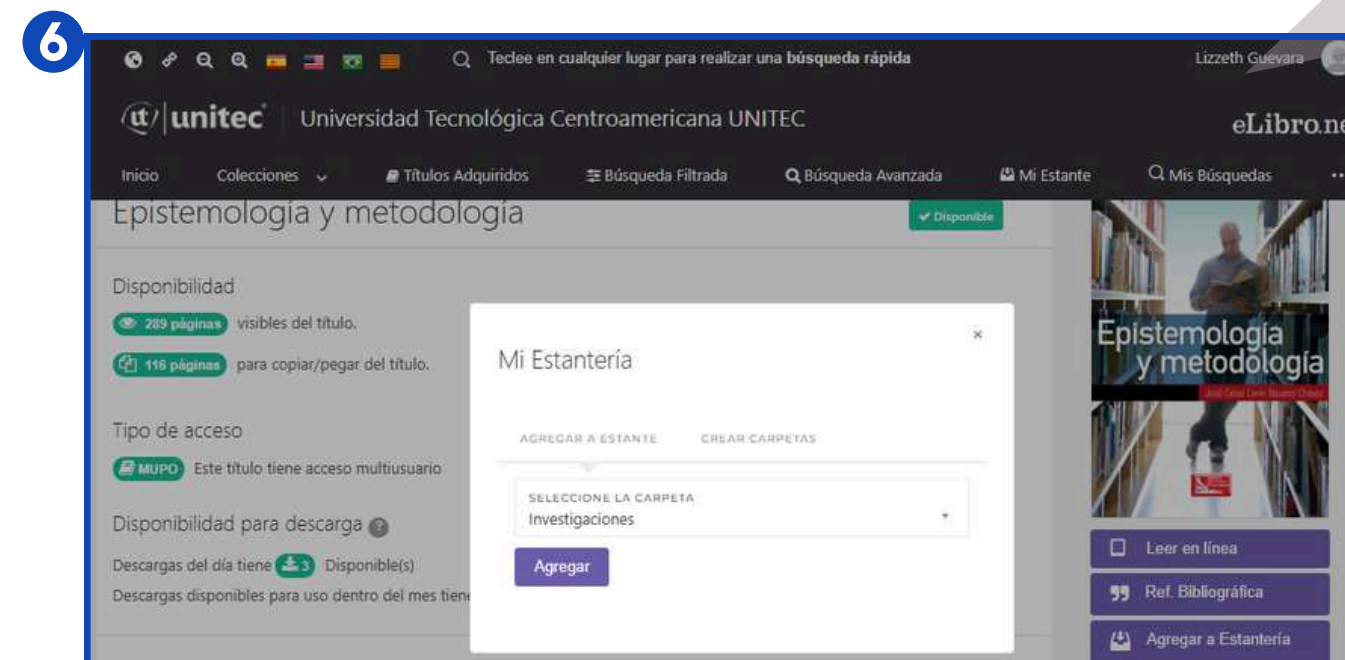 6
Teclee en cualquier lugar para realizar una búsqueda rápida
Lizzeth Guevara
unitec
Universidad Tecnológica Centroamericana UNITEC
eLibro.ne
Inicio
Colecciones
Títulos Adquiridos
Búsqueda Filtrada
Búsqueda Avanzada
Mi Estante
Mis Búsquedas
Epistemología y metodología
Disponible
Disponibilidad
289 páginas visibles del título.
116 páginas para copiar/pegar del título.
Tipo de acceso
MUPO Este título tiene acceso multiusuario
Disponibilidad para descarga
Descargas del día tiene 3 Disponible(s)
Descargas disponibles para uso dentro del mes tiene
Mi Estantería
×
AGREGAR A ESTANTE
CREAR CARPETAS
SELECCIONE LA CARPETA
Investigaciones
Agregar
Epistemología
y metodología
Leer en línea
Ref. Bibliográfica
Agregar a Estantería